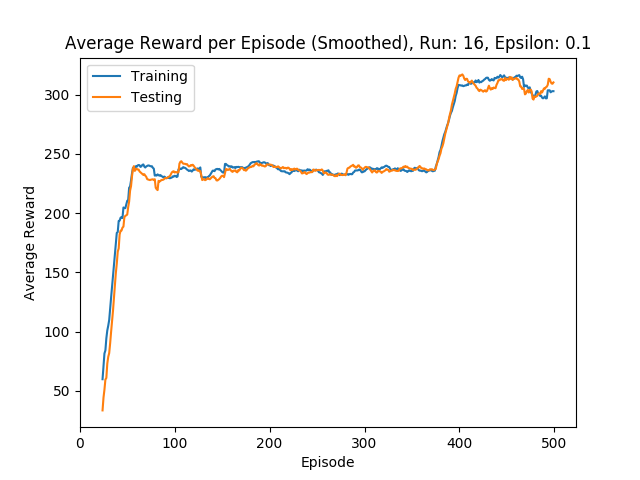 Average Reward per Episode (Smoothed), Run: 16, Epsilon: 0.1
Training
Testing
300
250
200
150
100
50
Average Reward
0 100 200 300 400 500
Episode